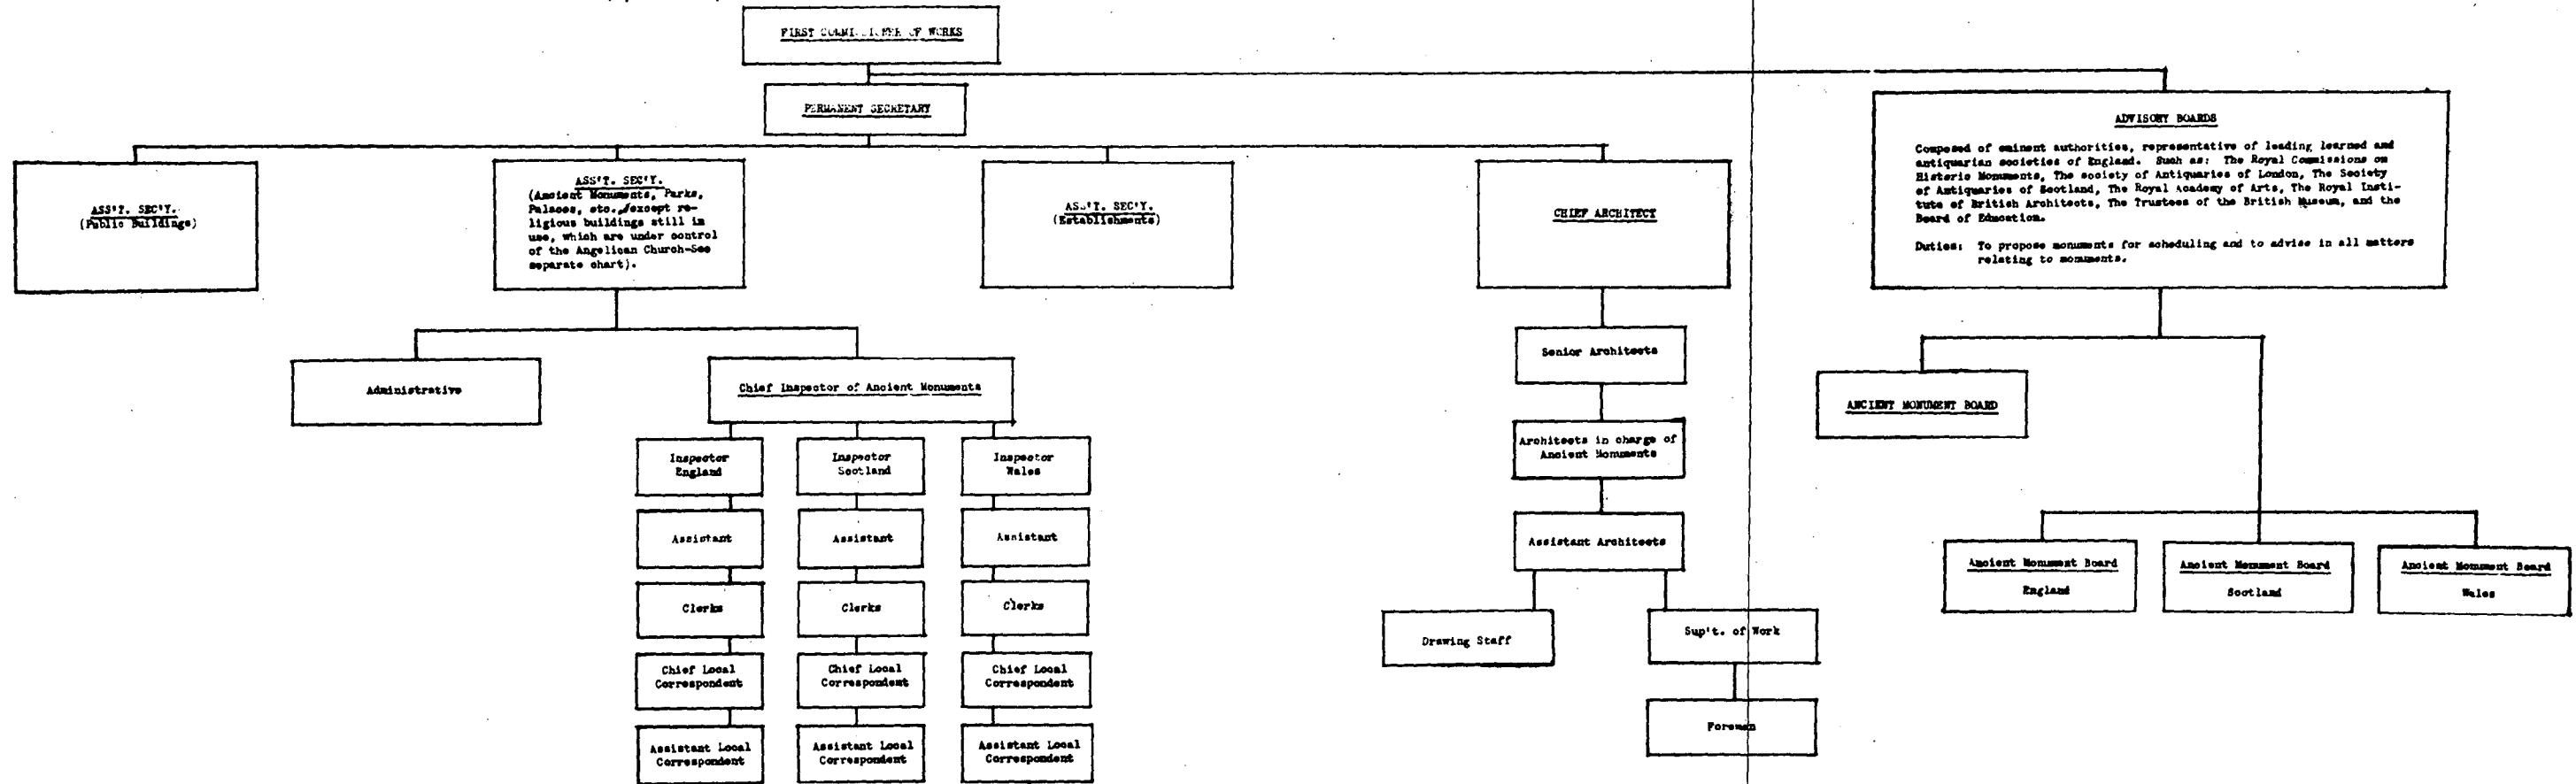 FIRST COMMISSIONER OF WORKS
PERMANENT SECRETARY
ASS'T. SEC'Y.
(Public Buildings)
ASS'T. SEC'Y.
(Ancient Monuments, Parks,
Palaces, etc., except re-
ligious buildings still in
use, which are under control
of the Angelican Church-See
separate chart).
ASS'T. SEC'Y.
(Establishments)
CHIEF ARCHITECT
ADVISORY BOARDS
Composed of eminent authorities, representative of leading learned and
antiquarian societies of England. Such as: The Royal Commissions on
Historic Monuments, The society of Antiquaries of London, The Society
of Antiquaries of Scotland, The Royal Academy of Arts, The Royal Insti-
tute of British Architects, The Trustees of the British Museum, and the
Board of Education.
Duties: To propose monuments for scheduling and to advise in all matters
relating to monuments.
Administrative
Chief Inspector of Ancient Monuments
Inspector
England
Inspector
Scotland
Inspector
Wales
Assistant
Assistant
Assistant
Clerks
Clerks
Clerks
Chief Local
Correspondent
Chief Local
Correspondent
Chief Local
Correspondent
Assistant Local
Correspondent
Assistant Local
Correspondent
Assistant Local
Correspondent
Senior Architects
Architects in charge of
Ancient Monuments
Assistant Architects
Drawing Staff
Sup't. of Work
Foreman
ANCIENT MONUMENT BOARD
Ancient Monument Board
England
Ancient Monument Board
Scotland
Ancient Monument Board
Wales